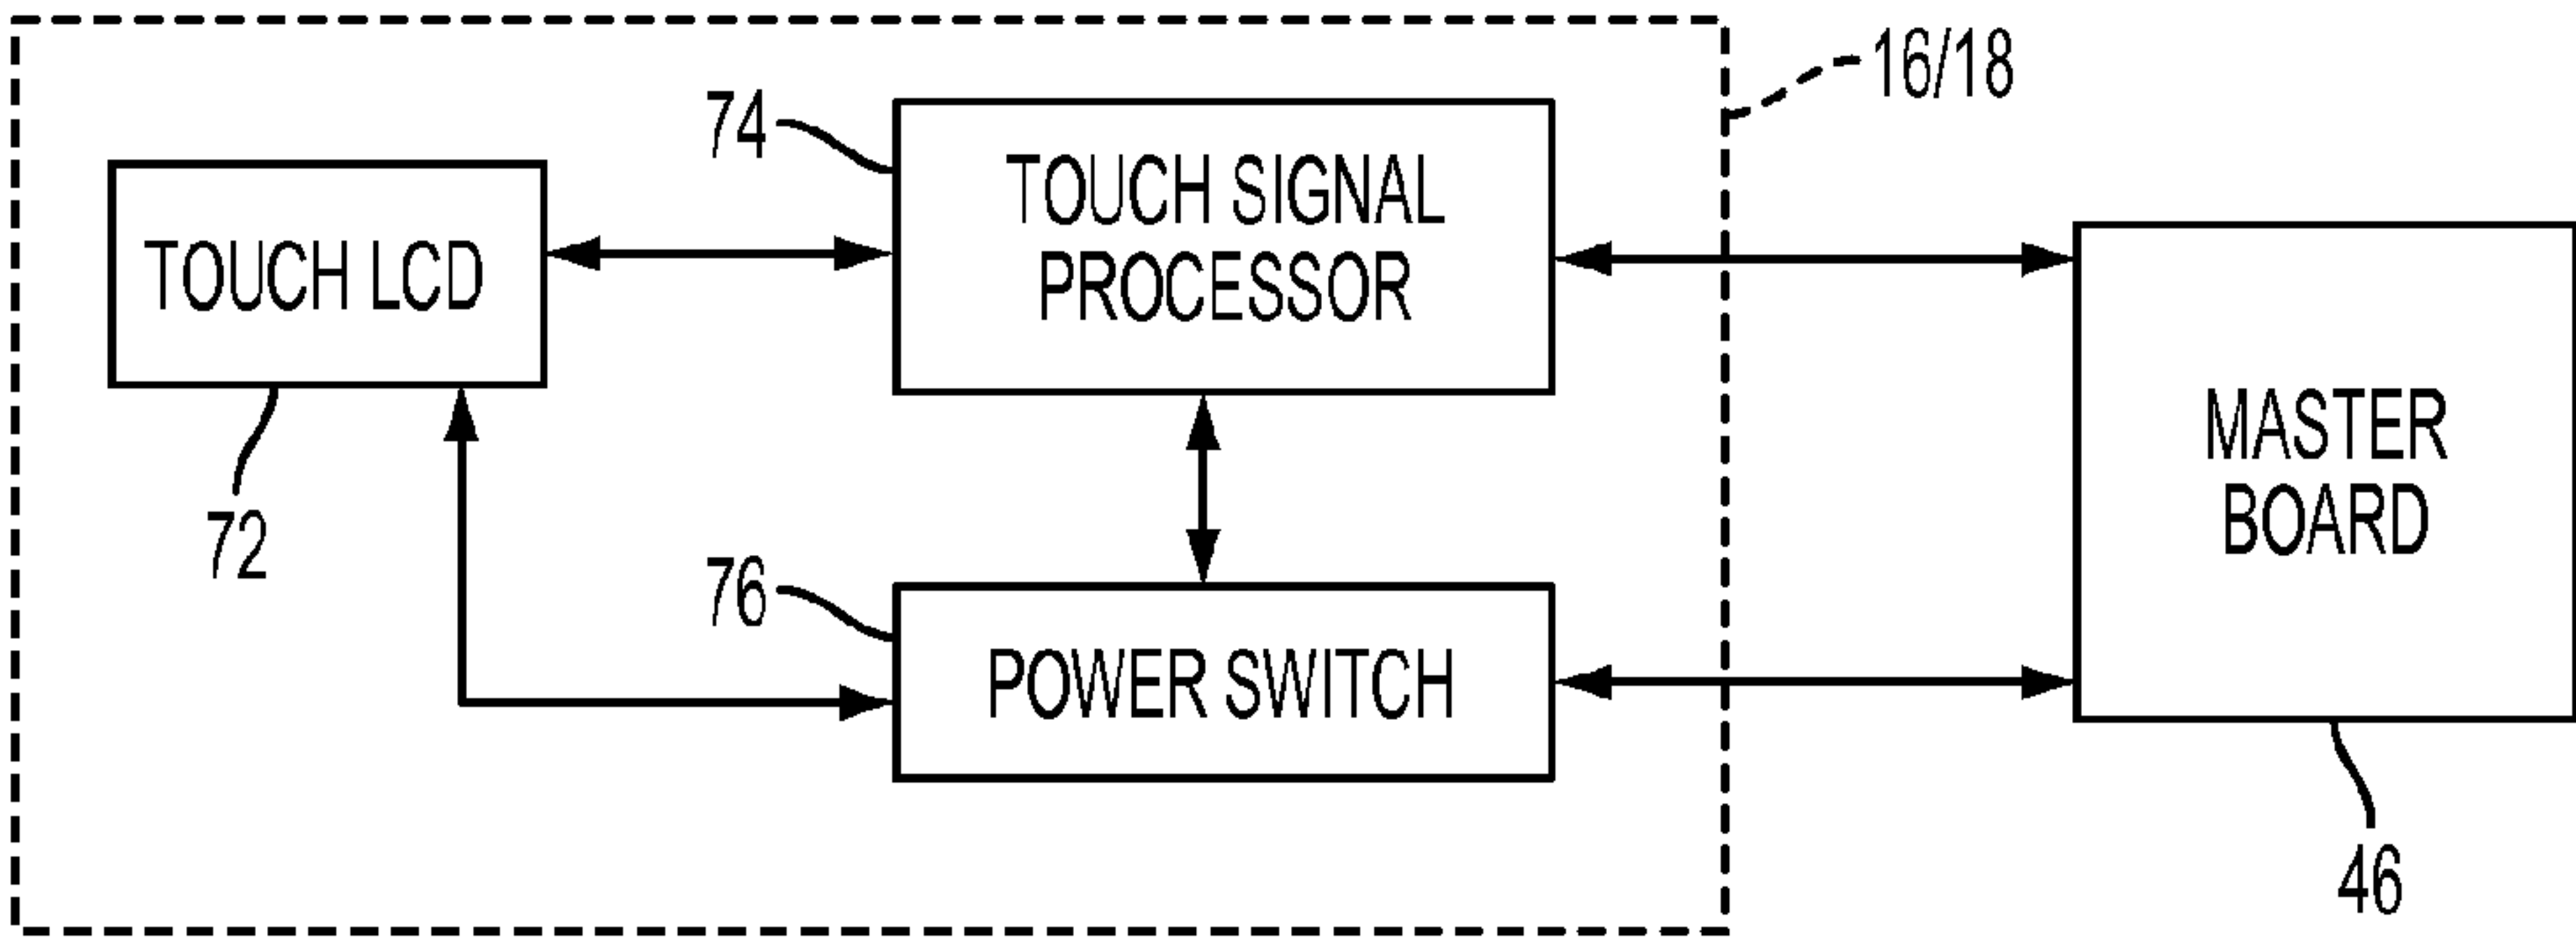 16/18
74
TOUCH SIGNAL
PROCESSOR
TOUCH LCD
72
MASTER
BOARD
76
POWER SWITCH
46